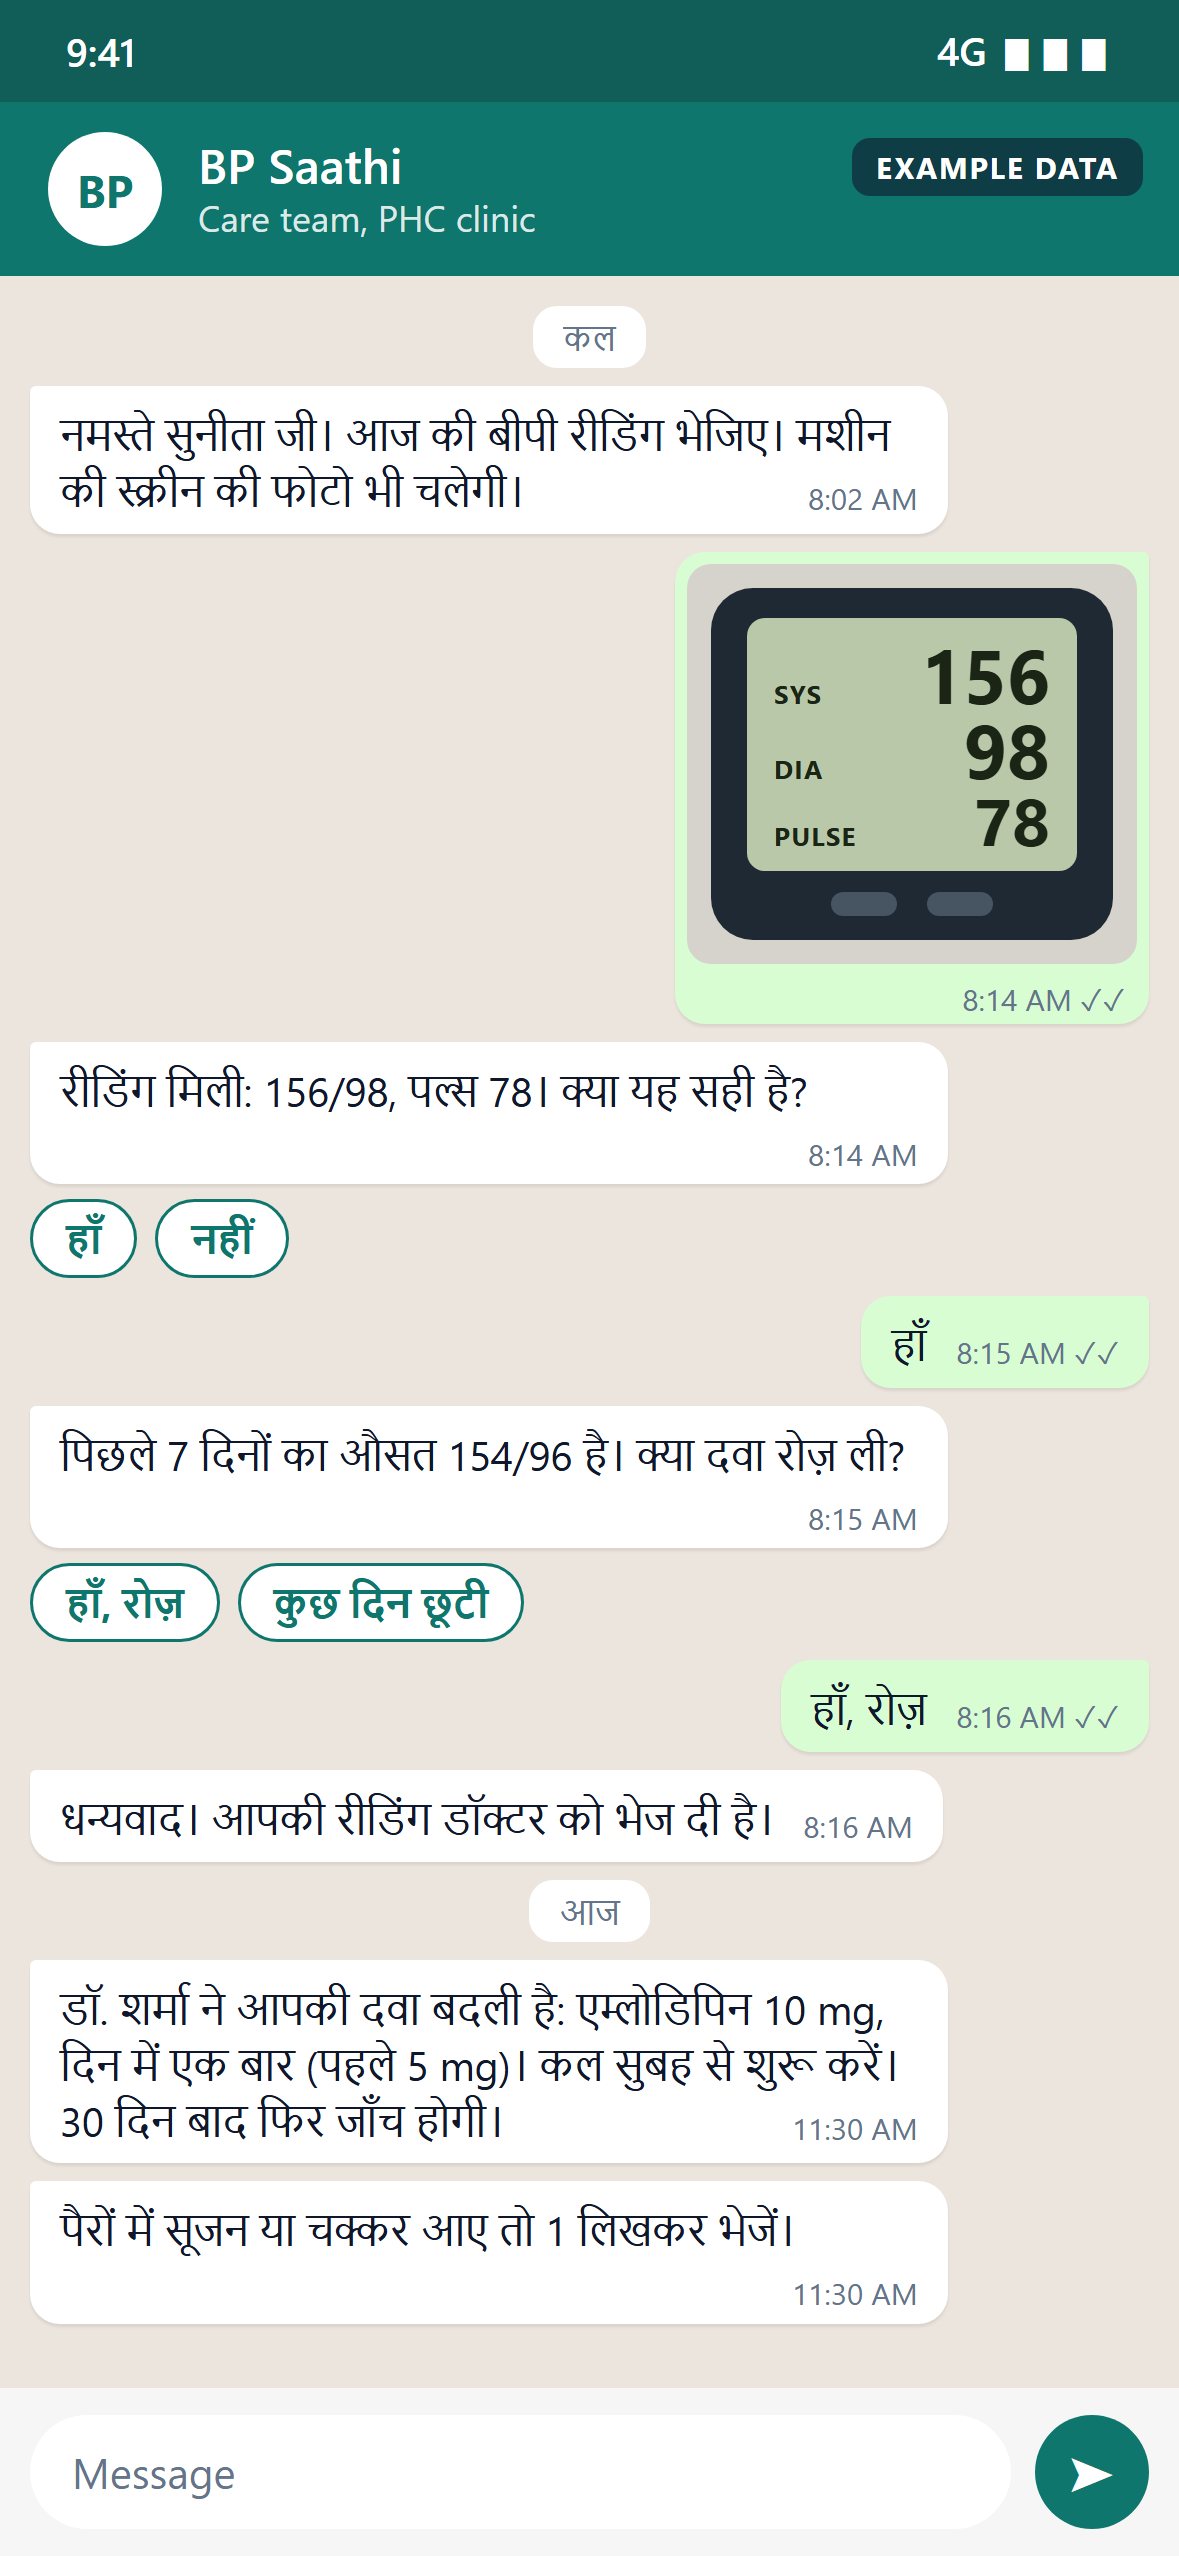 9:41
4G
BP
BP Saathi
Care team, PHC clinic
EXAMPLE DATA
कल
नमस्ते सुनीता जी। आज की बीपी रीडिंग भेजिए। मशीन
की स्क्रीन की फोटो भी चलेगी।
8:02 AM
SYS 156
DIA 98
PULSE 78
8:14 AM ✓✓
रीडिंग मिली: 156/98, पल्स 78। क्या यह सही है?
8:14 AM
हाँ
नहीं
हाँ 8:15 AM ✓✓
पिछले 7 दिनों का औसत 154/96 है। क्या दवा रोज़ ली?
8:15 AM
हाँ, रोज़
कुछ दिन छूटी
हाँ, रोज़ 8:16 AM ✓✓
धन्यवाद। आपकी रीडिंग डॉक्टर को भेज दी है। 8:16 AM
आज
डॉ. शर्मा ने आपकी दवा बदली है: एम्लोडिपिन 10 mg,
दिन में एक बार (पहले 5 mg)। कल सुबह से शुरू करें।
30 दिन बाद फिर जाँच होगी।
11:30 AM
पैरों में सूजन या चक्कर आए तो 1 लिखकर भेजें।
11:30 AM
Message